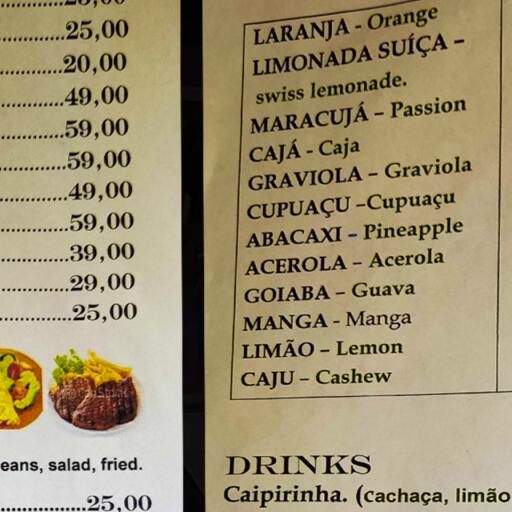 25,00
20,00
49,00
59,00
59,00
49,00
59,00
39,00
29,00
25,00
eans, salad, fried.
25,00
LARANJA - Orange
LIMONADA SUÍÇA –
swiss lemonade.
MARACUJÁ – Passion
CAJÁ - Caja
GRAVIOLA – Graviola
CUPUAÇU –Cupuaçu
ABACAXI – Pineapple
ACEROLA – Acerola
GOIABA – Guava
MANGA - Manga
LIMÃO – Lemon
CAJU – Cashew
DRINKS
Caipirinha. (cachaça, limão